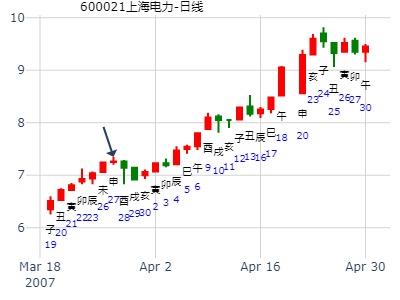 600021上海电力-日线
10
9
8
7
6
子 丑 寅 卯 辰 未 申 酉 戌 亥 寅 卯 辰 巳 午 酉 戌 亥 子 丑 辰 巳 午 申 亥 子 丑 寅 卯 午
19 20 21 22 23 26 27 28 29 30 2 3 4 5 6 9 10 11 12 13 16 17 18 20 23 24 25 26 27 30
Mar 18 Apr 2 Apr 16 Apr 30
2007